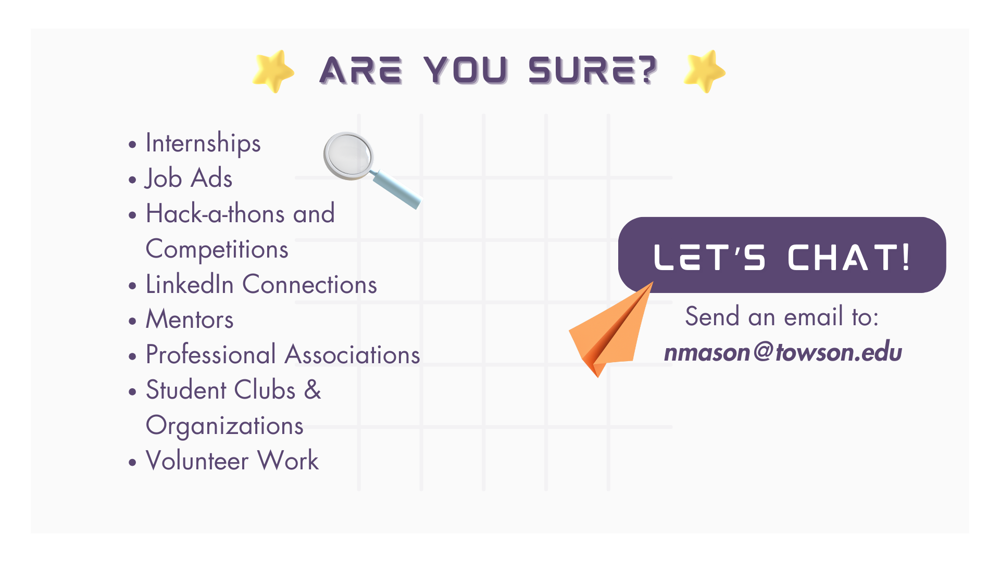 ARE YOU SURE?
• Internships
• Job Ads
• Hack-a-thons and
Competitions
• LinkedIn Connections
• Mentors
• Professional Associations
• Student Clubs &
Organizations
• Volunteer Work
LET'S CHAT!
Send an email to:
nmason@towson.edu